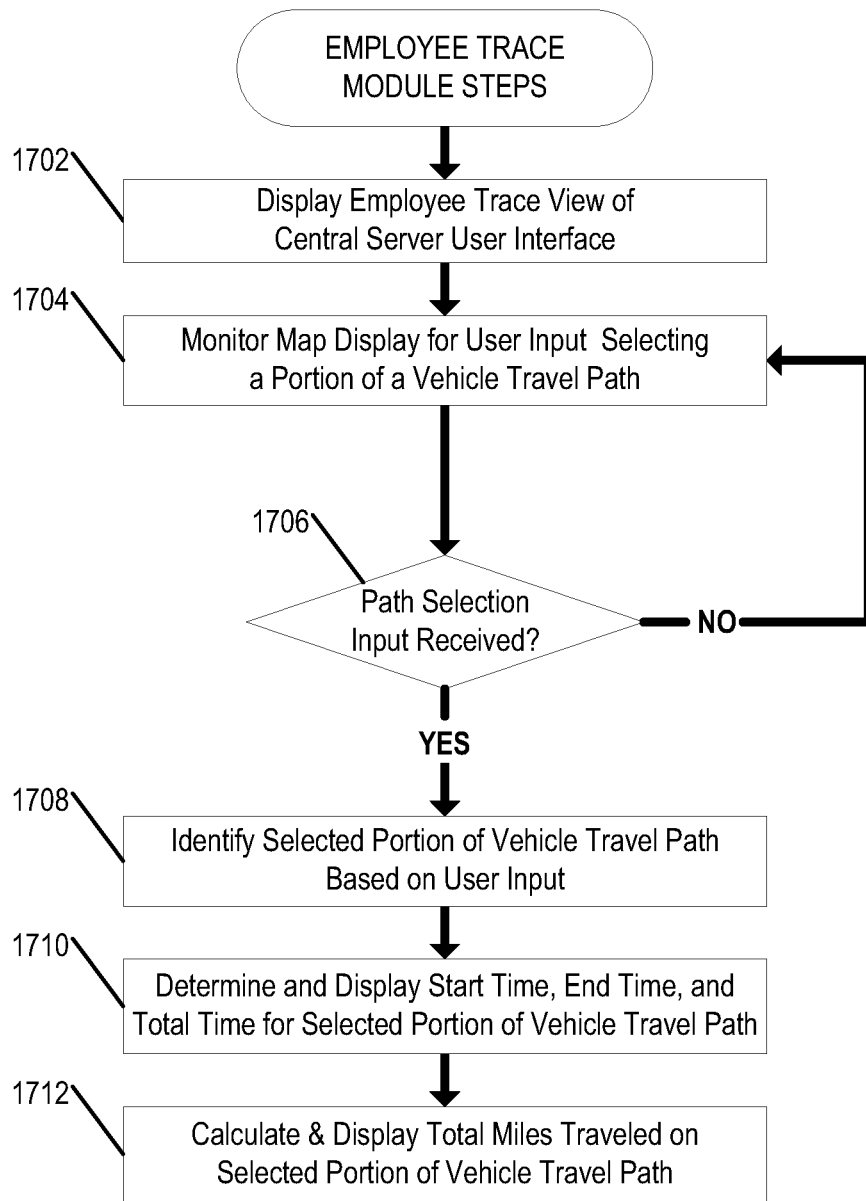 EMPLOYEE TRACE
MODULE STEPS
1702
Display Employee Trace View of
Central Server User Interface
1704
Monitor Map Display for User Input Selecting
a Portion of a Vehicle Travel Path
1706
Path Selection
Input Received?
NO
YES
1708
Identify Selected Portion of Vehicle Travel Path
Based on User Input
1710
Determine and Display Start Time, End Time, and
Total Time for Selected Portion of Vehicle Travel Path
1712
Calculate & Display Total Miles Traveled on
Selected Portion of Vehicle Travel Path